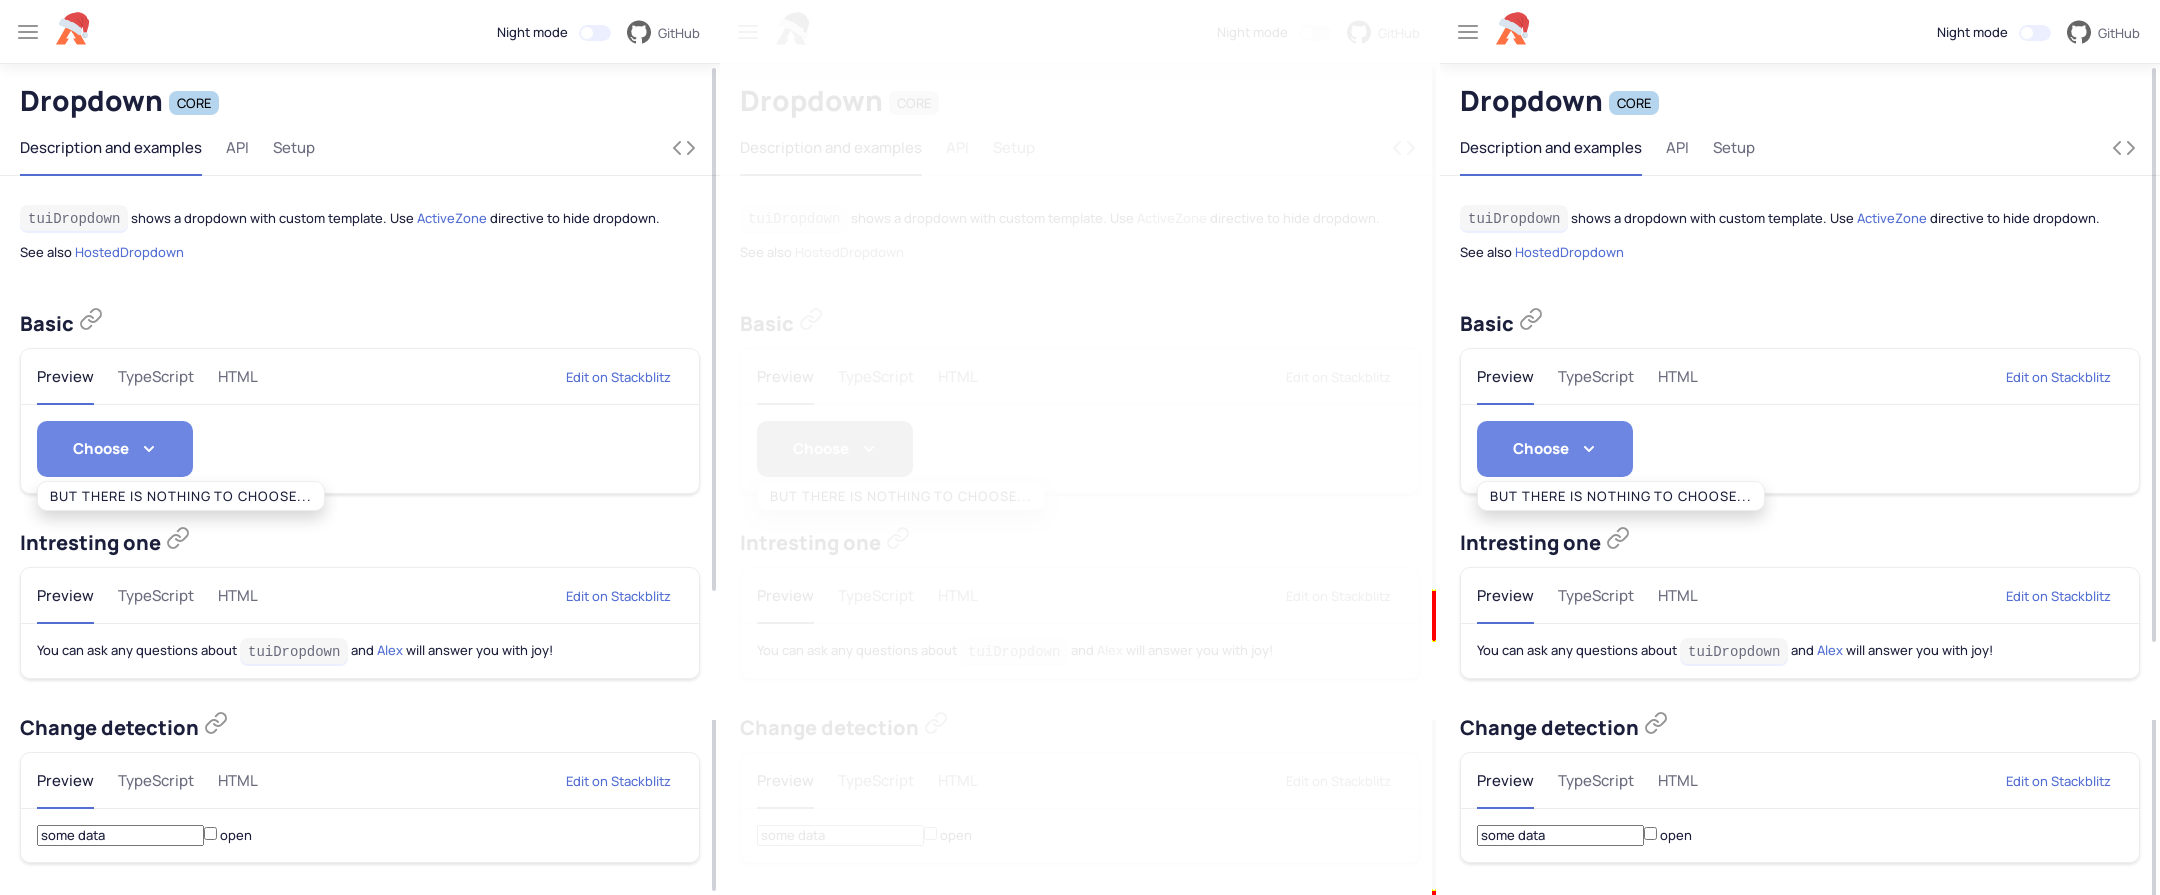 Night mode
GitHub
Dropdown CORE
Description and examples API Setup
tuiDropdown shows a dropdown with custom template. Use ActiveZone directive to hide dropdown.
See also HostedDropdown
Basic
Preview TypeScript HTML Edit on Stackblitz
Choose
BUT THERE IS NOTHING TO CHOOSE...
Intresting one
Preview TypeScript HTML Edit on Stackblitz
You can ask any questions about tuiDropdown and Alex will answer you with joy!
Change detection
Preview TypeScript HTML Edit on Stackblitz
some data open
Night mode
GitHub
Dropdown CORE
Description and examples API Setup
tuiDropdown shows a dropdown with custom template. Use ActiveZone directive to hide dropdown.
See also HostedDropdown
Basic
Preview TypeScript HTML Edit on Stackblitz
Choose
BUT THERE IS NOTHING TO CHOOSE...
Intresting one
Preview TypeScript HTML Edit on Stackblitz
You can ask any questions about tuiDropdown and Alex will answer you with joy!
Change detection
Preview TypeScript HTML Edit on Stackblitz
some data open
Night mode
GitHub
Dropdown CORE
Description and examples API Setup
tuiDropdown shows a dropdown with custom template. Use ActiveZone directive to hide dropdown.
See also HostedDropdown
Basic
Preview TypeScript HTML Edit on Stackblitz
Choose
BUT THERE IS NOTHING TO CHOOSE...
Intresting one
Preview TypeScript HTML Edit on Stackblitz
You can ask any questions about tuiDropdown and Alex will answer you with joy!
Change detection
Preview TypeScript HTML Edit on Stackblitz
some data open